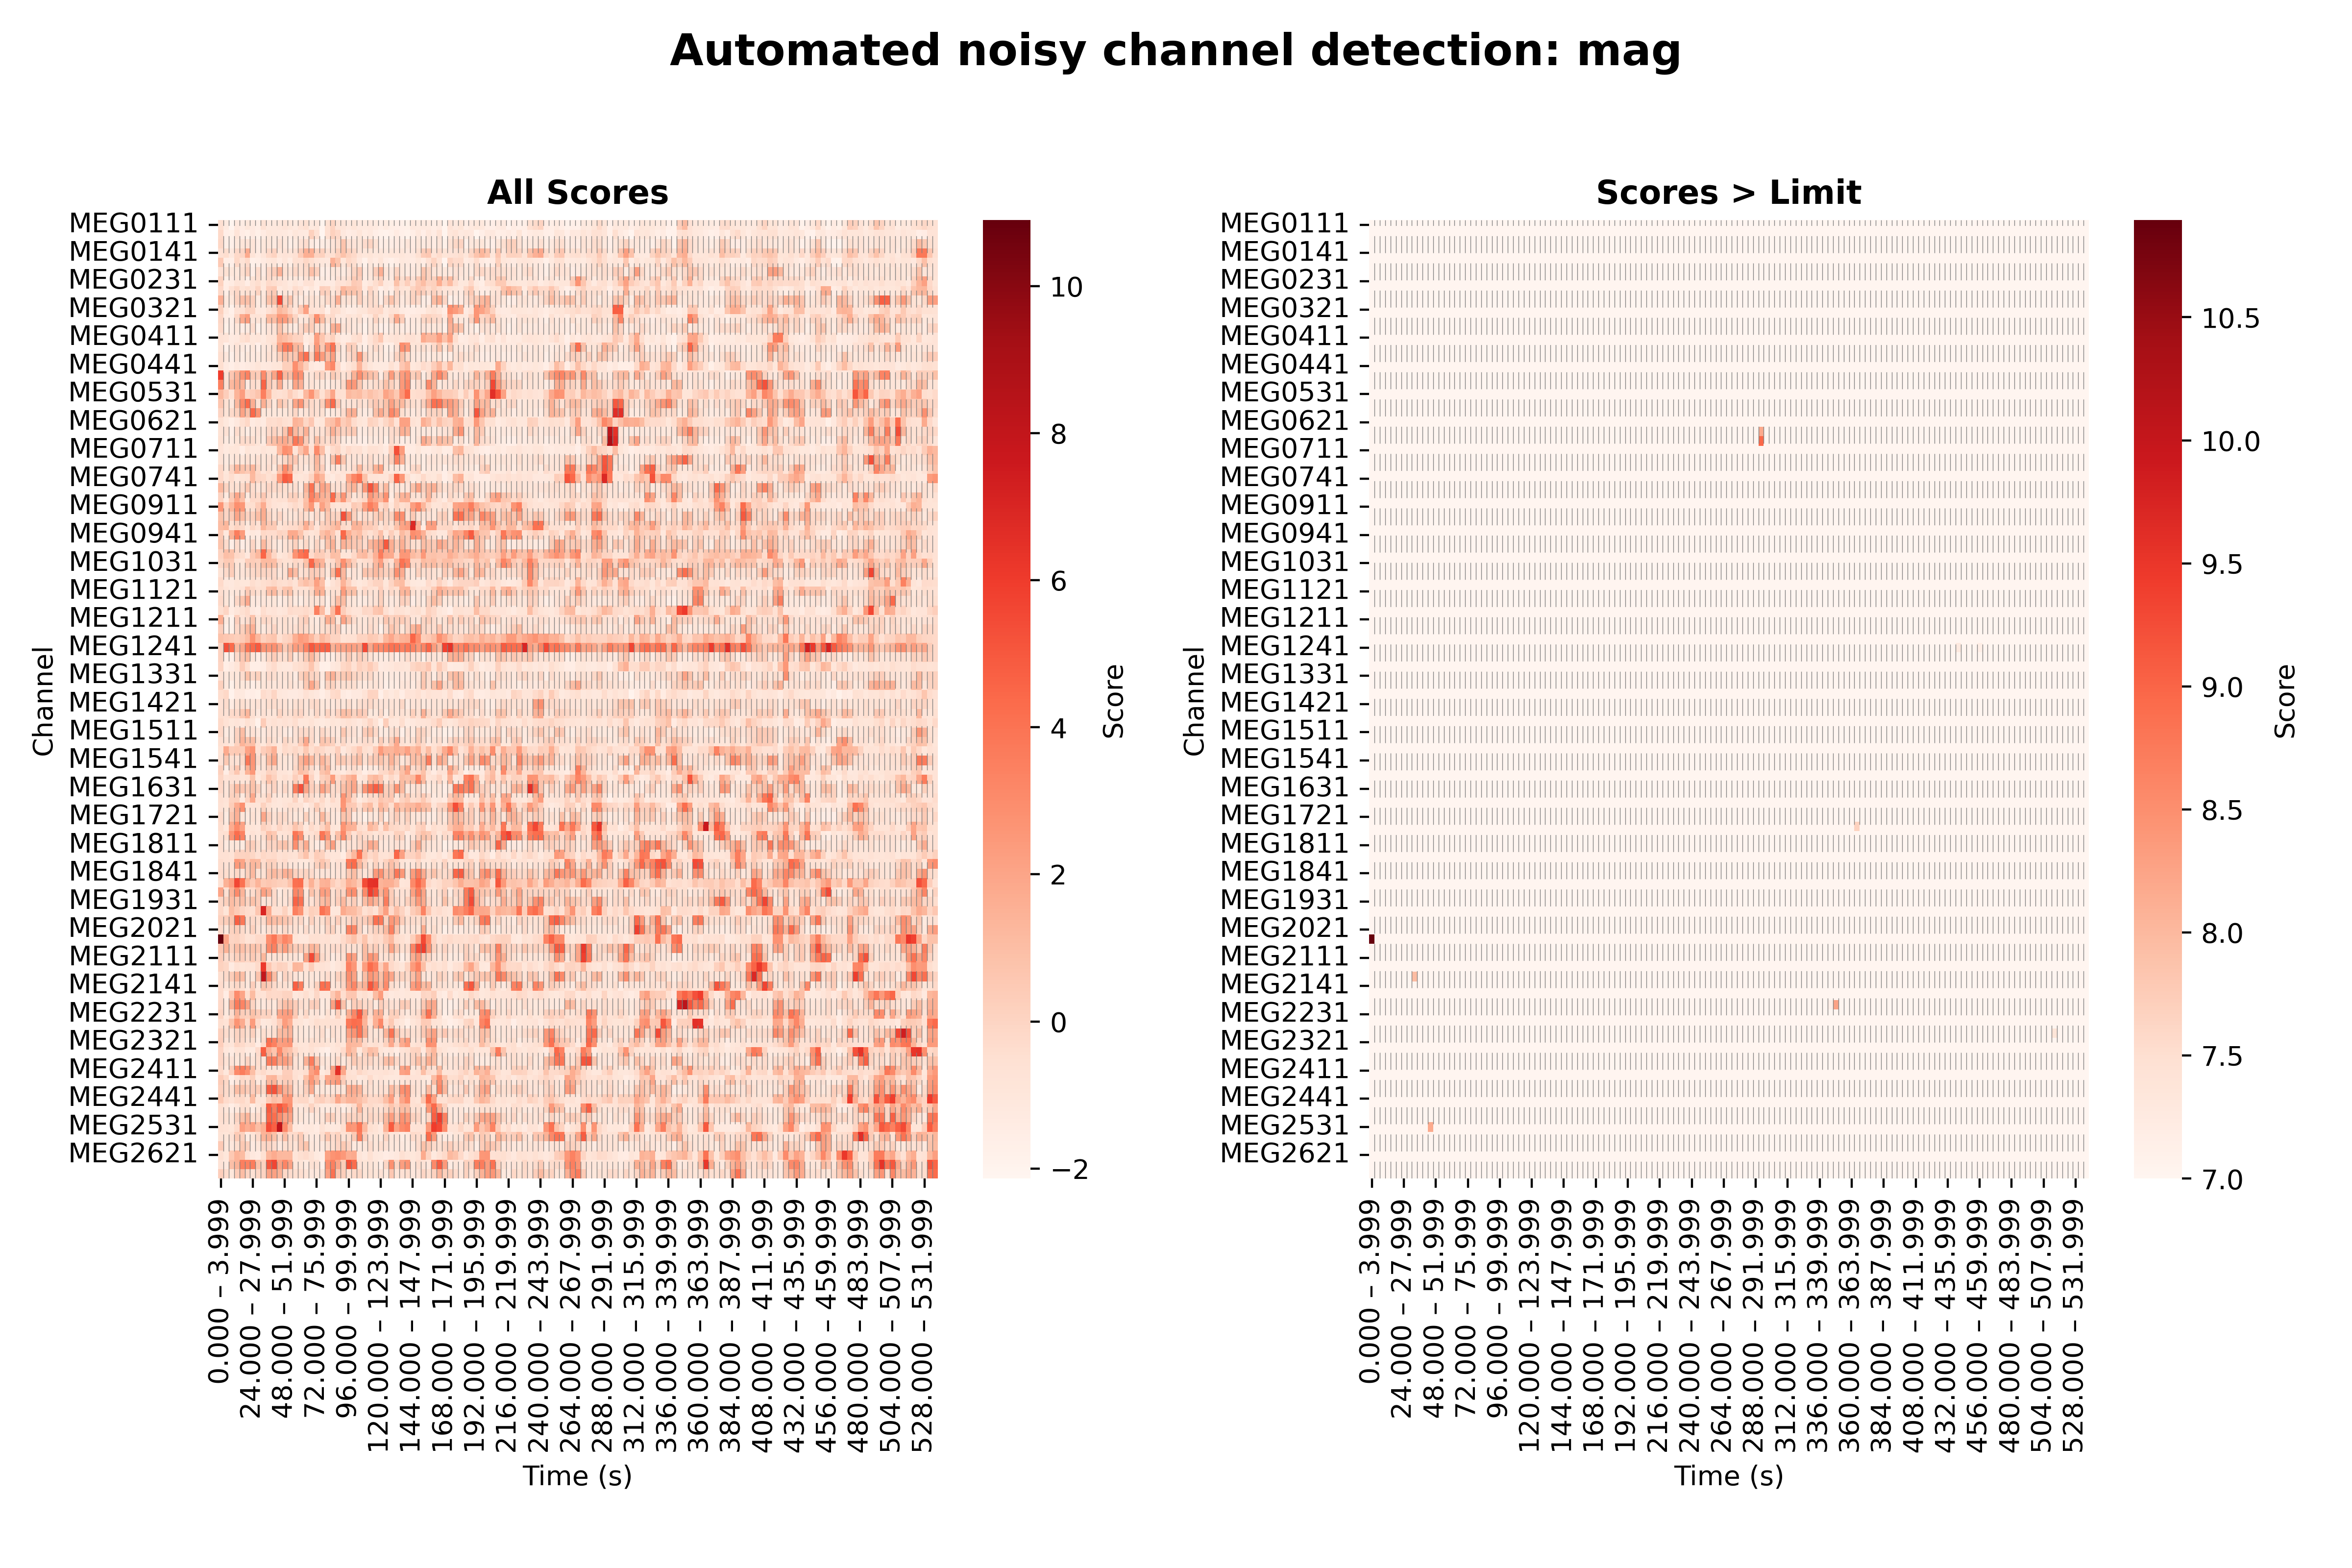 Automated noisy channel detection: mag
All Scores
Channel
MEG0111
MEG0141
MEG0231
MEG0321
MEG0411
MEG0441
MEG0531
MEG0621
MEG0711
MEG0741
MEG0911
MEG0941
MEG1031
MEG1121
MEG1211
MEG1241
MEG1331
MEG1421
MEG1511
MEG1541
MEG1631
MEG1721
MEG1811
MEG1841
MEG1931
MEG2021
MEG2111
MEG2141
MEG2231
MEG2321
MEG2411
MEG2441
MEG2531
MEG2621
0.000 – 3.999
24.000 – 27.999
48.000 – 51.999
72.000 – 75.999
96.000 – 99.999
120.000 – 123.999
144.000 – 147.999
168.000 – 171.999
192.000 – 195.999
216.000 – 219.999
240.000 – 243.999
264.000 – 267.999
288.000 – 291.999
312.000 – 315.999
336.000 – 339.999
360.000 – 363.999
384.000 – 387.999
408.000 – 411.999
432.000 – 435.999
456.000 – 459.999
480.000 – 483.999
504.000 – 507.999
528.000 – 531.999
Time (s)
10
8
6
4
2
0
−2
Score
Scores > Limit
Channel
MEG0111
MEG0141
MEG0231
MEG0321
MEG0411
MEG0441
MEG0531
MEG0621
MEG0711
MEG0741
MEG0911
MEG0941
MEG1031
MEG1121
MEG1211
MEG1241
MEG1331
MEG1421
MEG1511
MEG1541
MEG1631
MEG1721
MEG1811
MEG1841
MEG1931
MEG2021
MEG2111
MEG2141
MEG2231
MEG2321
MEG2411
MEG2441
MEG2531
MEG2621
0.000 – 3.999
24.000 – 27.999
48.000 – 51.999
72.000 – 75.999
96.000 – 99.999
120.000 – 123.999
144.000 – 147.999
168.000 – 171.999
192.000 – 195.999
216.000 – 219.999
240.000 – 243.999
264.000 – 267.999
288.000 – 291.999
312.000 – 315.999
336.000 – 339.999
360.000 – 363.999
384.000 – 387.999
408.000 – 411.999
432.000 – 435.999
456.000 – 459.999
480.000 – 483.999
504.000 – 507.999
528.000 – 531.999
Time (s)
10.5
10.0
9.5
9.0
8.5
8.0
7.5
7.0
Score